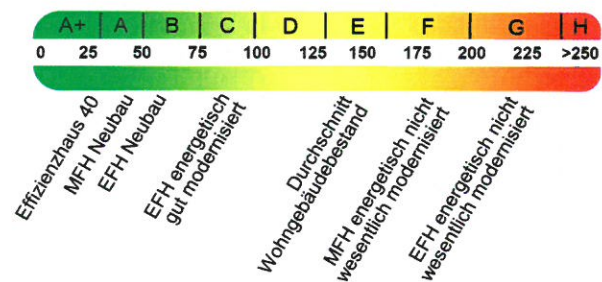 A+ A B C D E F G H
0 25 50 75 100 125 150 175 200 225 >250
Effizienzhaus 40
MFH Neubau
EFH Neubau
EFH energetisch
gut modernisiert
Durchschnitt
Wohngebäudebestand
MFH energetisch nicht
wesentlich modernisiert
EFH energetisch nicht
wesentlich modernisiert